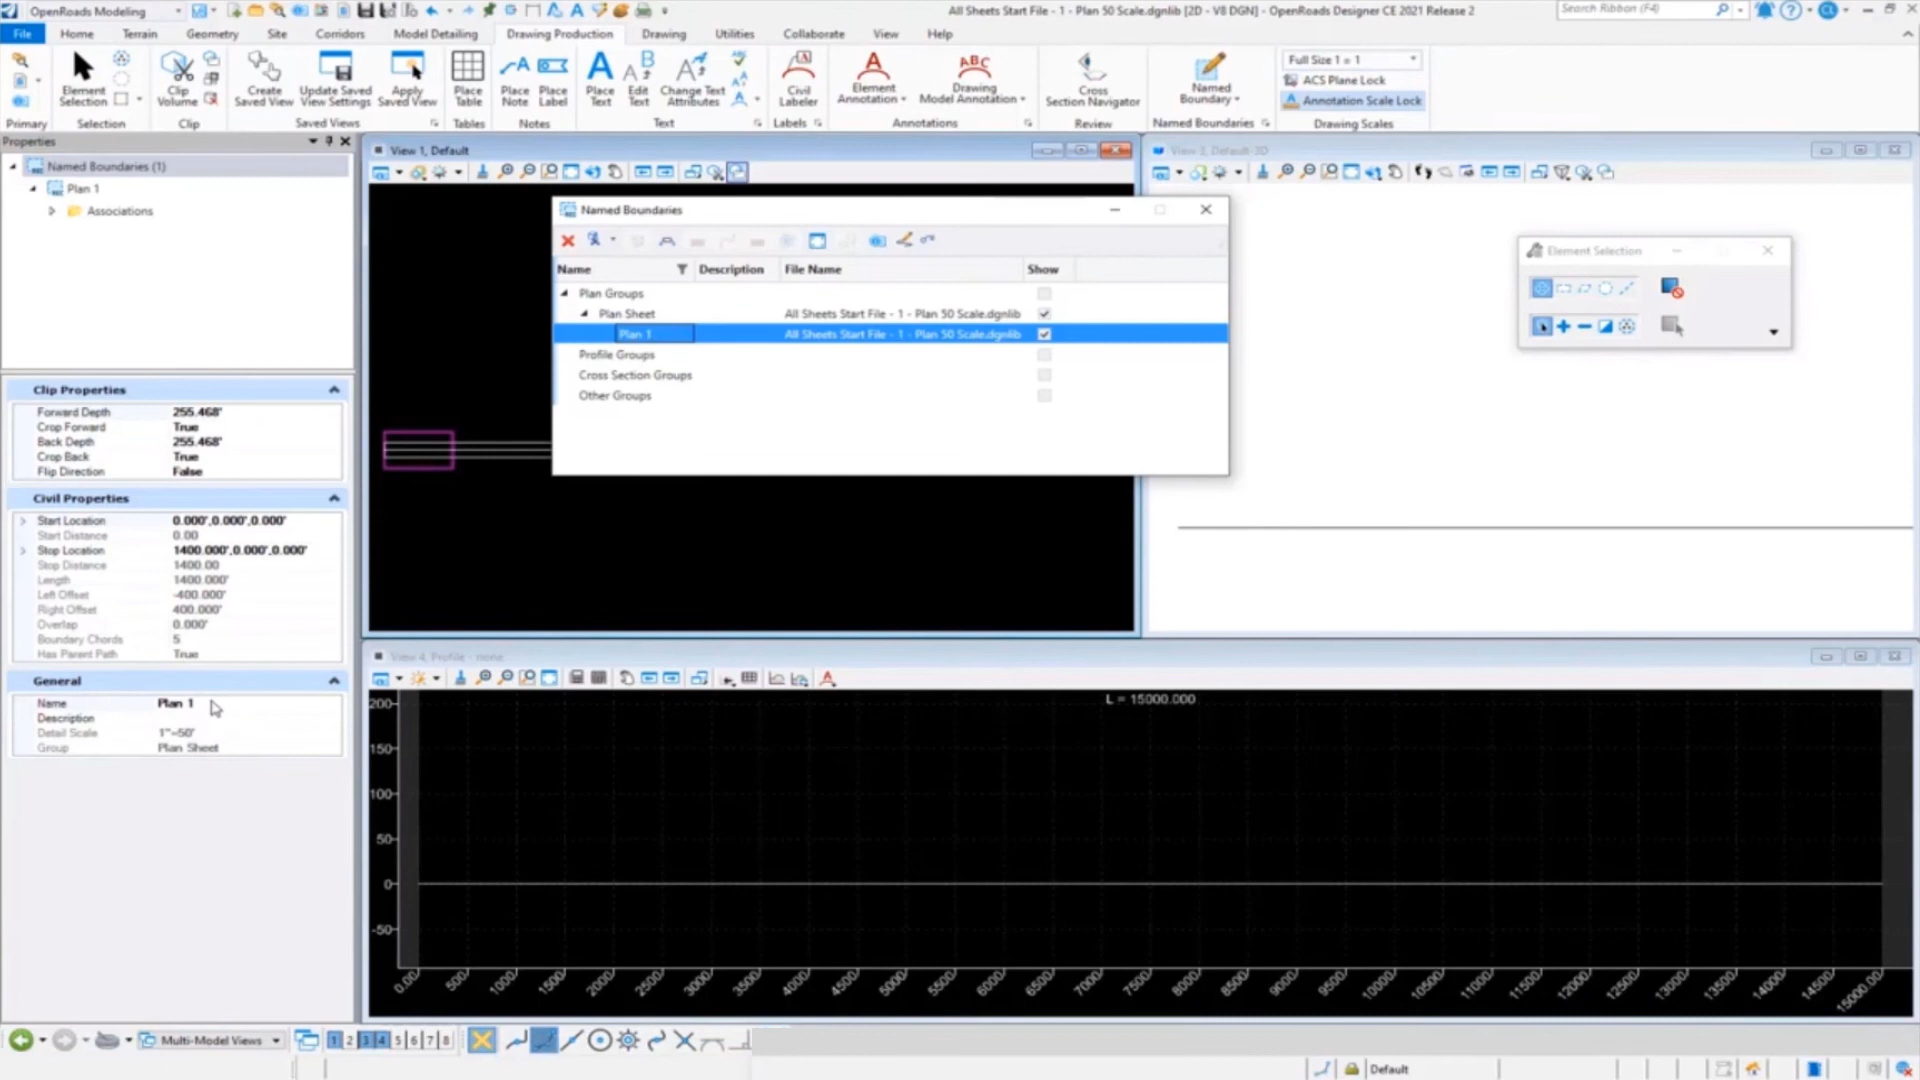 OpenRoads Modeling
All Sheets Start File - 1 - Plan 50 Scale.dgnlib [2D - V8 DGN] - OpenRoads Designer CE 2021 Release 2
Search Ribbon (F4)
File Home Terrain Geometry Site Corridors Model Detailing Drawing Production Drawing Utilities Collaborate View Help
Element Selection
Clip Volume
Create Saved View
Update Saved View Settings
Apply Saved View
Place Table
Place Note
Place Label
Place Text
Edit Text
Change Text Attributes
Civil Labeler
Element Annotation
Drawing Model Annotation
Cross Section Navigator
Named Boundary
Full Size 1 = 1
ACS Plane Lock
Annotation Scale Lock
Primary Selection Clip Saved Views Tables Notes Text Labels Annotations Review Named Boundaries Drawing Scales
Properties
Named Boundaries (1)
Plan 1
Associations
Clip Properties
Forward Depth 255.468'
Crop Forward True
Back Depth 255.468'
Crop Back True
Flip Direction False
Civil Properties
Start Location 0.000',0.000',0.000'
Start Distance 0.00
Stop Location 1400.000',0.000',0.000'
Stop Distance 1400.00
Length 1400.000'
Left Offset -400.000'
Right Offset 400.000'
Overlap 0.000'
Boundary Chords 5
Has Parent Path True
General
Name Plan 1
Description
Detail Scale 1"=50'
Group Plan Sheet
View 1, Default
View 3, Default-3D
Named Boundaries
Name Description File Name Show
Plan Groups
Plan Sheet All Sheets Start File - 1 - Plan 50 Scale.dgnlib
Plan 1 All Sheets Start File - 1 - Plan 50 Scale.dgnlib
Profile Groups
Cross Section Groups
Other Groups
Element Selection
View 4, Profile - none
L = 15000.000
200
150
100
50
0
-50
0.00 500 1000 1500 2000 2500 3000 3500 4000 4500 5000 5500 6000 6500 7000 7500 8000 8500 9000 9500 10000 10500 11000 11500 12000 12500 13000 13500 14000 14500 15000.00
Multi-Model Views
1 2 3 4 5 6 7 8
Default